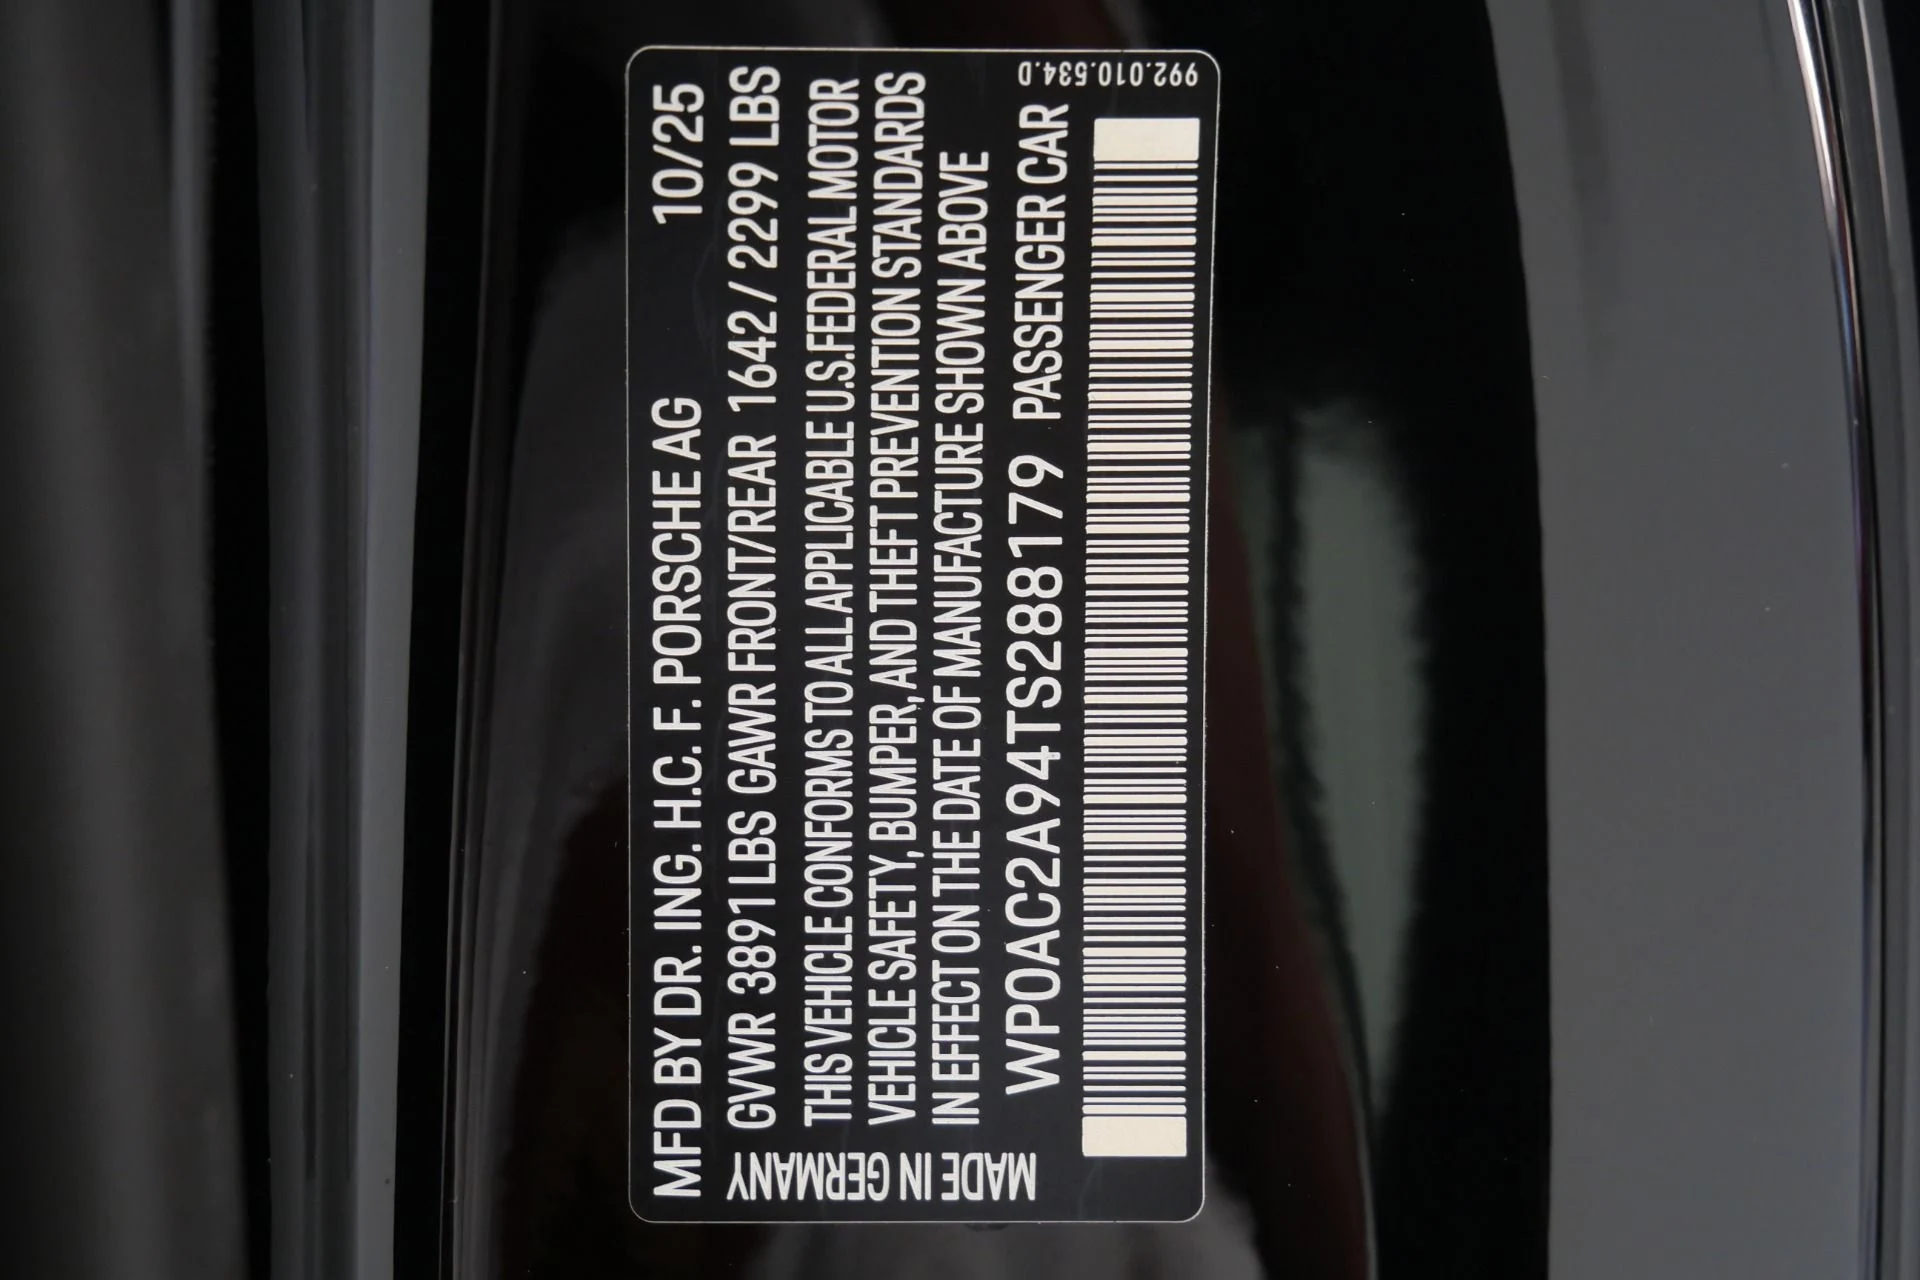 MFD BY DR. ING. H.C. F. PORSCHE AG 10/25
GVWR 3891 LBS GAWR FRONT/REAR 1642 / 2299 LBS
THIS VEHICLE CONFORMS TO ALL APPLICABLE U.S. FEDERAL MOTOR
VEHICLE SAFETY, BUMPER, AND THEFT PREVENTION STANDARDS
IN EFFECT ON THE DATE OF MANUFACTURE SHOWN ABOVE
WP0AC2A94TS288179 PASSENGER CAR
MADE IN GERMANY
992.010.534.D